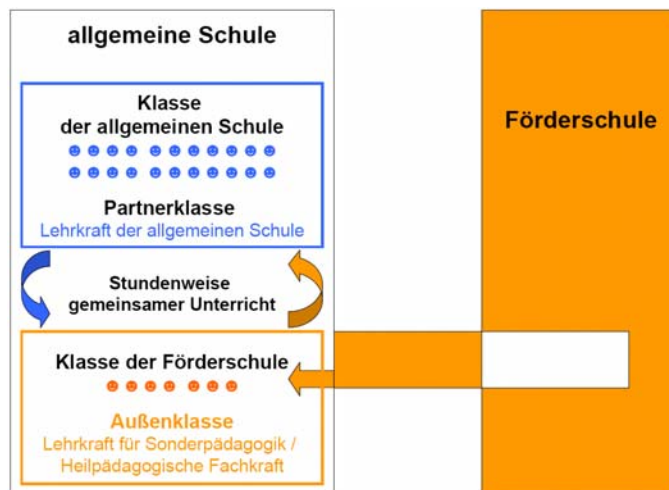 allgemeine Schule
Klasse
der allgemeinen Schule
Partnerklasse
Lehrkraft der allgemeinen Schule
Stundenweise
gemeinsamer Unterricht
Klasse der Förderschule
Außenklasse
Lehrkraft für Sonderpädagogik /
Heilpädagogische Fachkraft
Förderschule